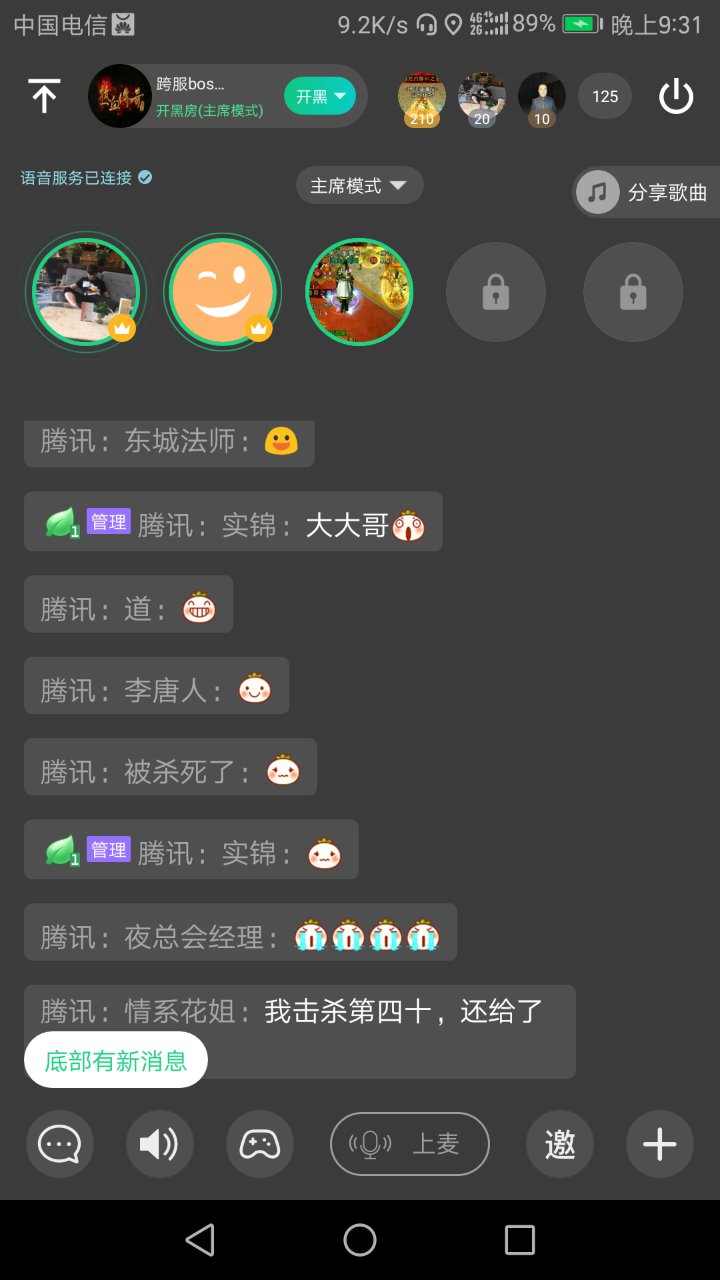 中国电信 9.2K/s 4G 2G 89% 晚上9:31
跨服bos...
开黑房(主席模式)
开黑
210 20 10 125
语音服务已连接
主席模式
分享歌曲
腾讯：东城法师：
1 管理 腾讯：实锦：大大哥
腾讯：道：
腾讯：李唐人：
腾讯：被杀死了：
1 管理 腾讯：实锦：
腾讯：夜总会经理：
腾讯：情系花姐：我击杀第四十，还给了
底部有新消息
上麦 邀